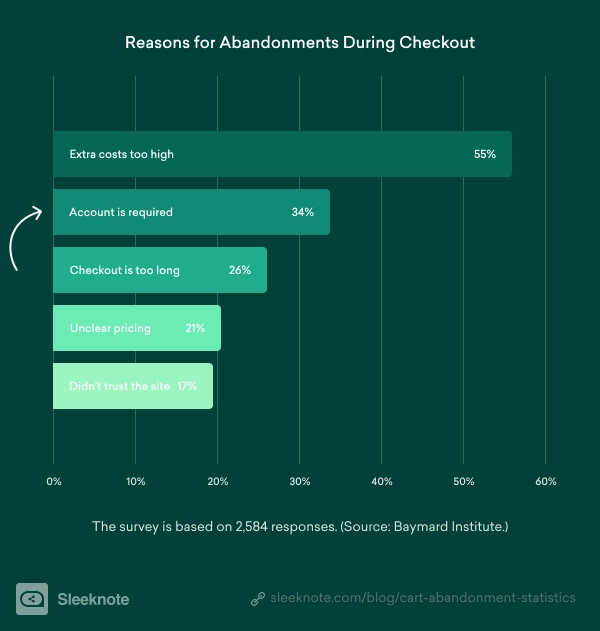 Reasons for Abandonments During Checkout
Extra costs too high 55%
Account is required 34%
Checkout is too long 26%
Unclear pricing 21%
Didn't trust the site 17%
0% 10% 20% 30% 40% 50% 60%
The survey is based on 2,584 responses. (Source: Baymard Institute.)
Sleeknote sleeknote.com/blog/cart-abandonment-statistics